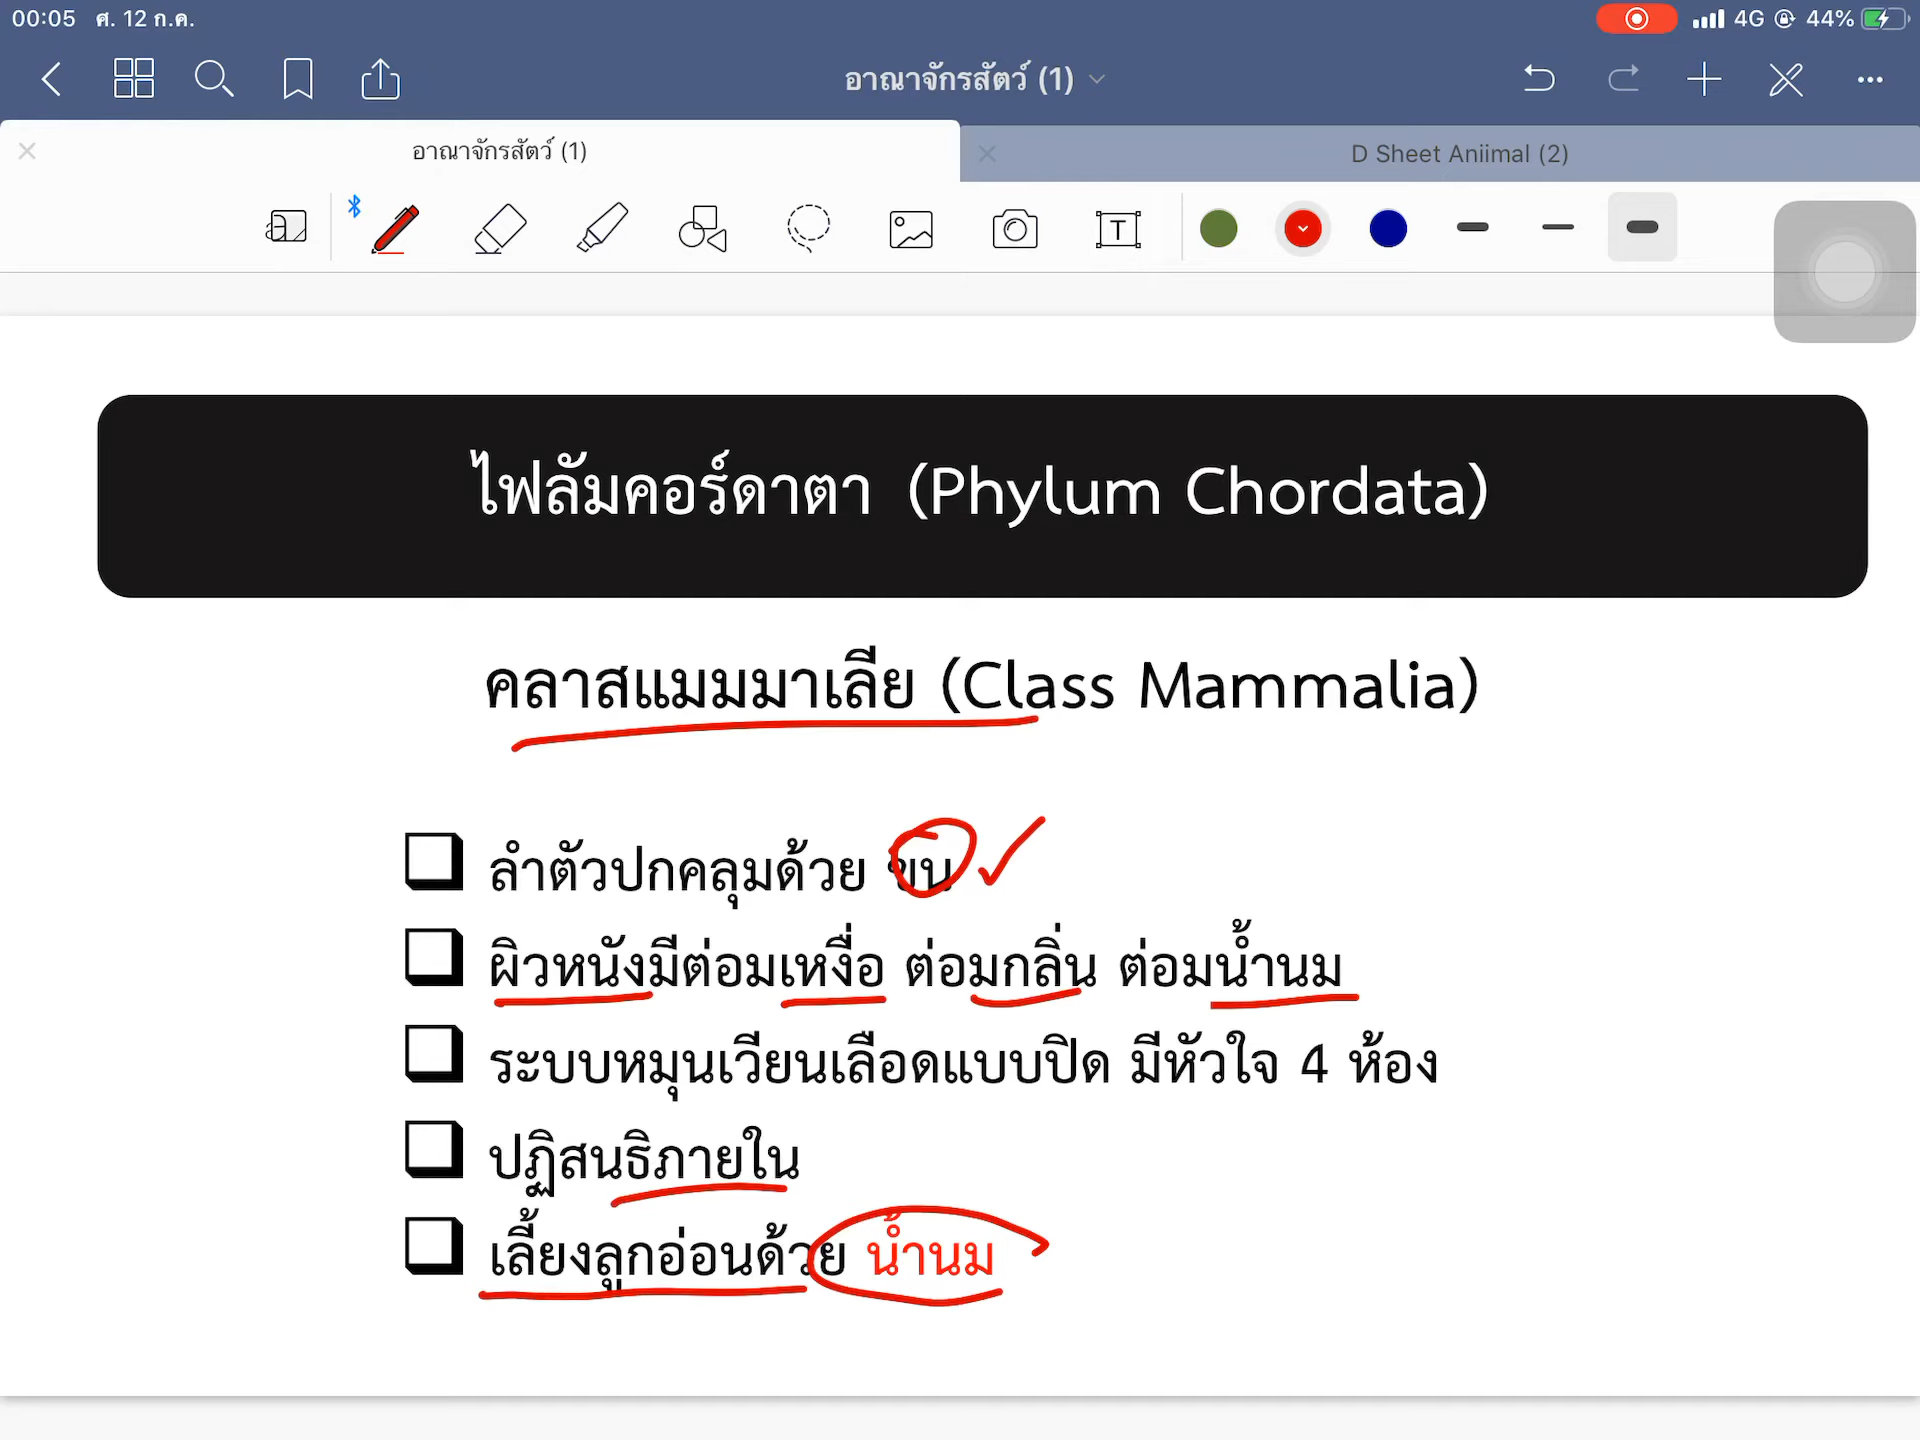 00:05 ศ. 12 ก.ค. 4G 44%
อาณาจักรสัตว์ (1)
อาณาจักรสัตว์ (1) D Sheet Aniimal (2)
ไฟลัมคอร์ดาตา (Phylum Chordata)
คลาสแมมมาเลีย (Class Mammalia)
ลำตัวปกคลุมด้วย ขน
ผิวหนังมีต่อมเหงื่อ ต่อมกลิ่น ต่อมน้ำนม
ระบบหมุนเวียนเลือดแบบปิด มีหัวใจ 4 ห้อง
ปฏิสนธิภายใน
เลี้ยงลูกอ่อนด้วย น้ำนม